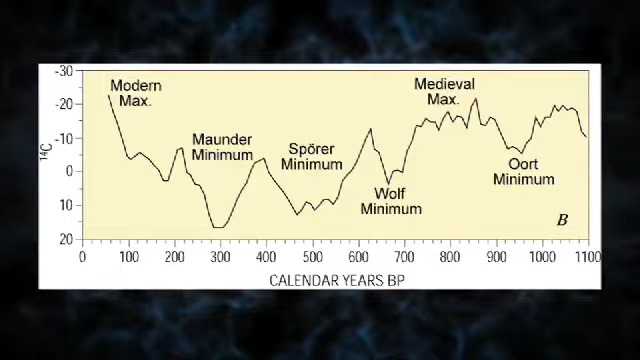 -30
-20
-10
0
10
20
14C
Modern
Max.
Maunder
Minimum
Spörer
Minimum
Wolf
Minimum
Medieval
Max.
Oort
Minimum
B
0 100 200 300 400 500 600 700 800 900 1000 1100
CALENDAR YEARS BP